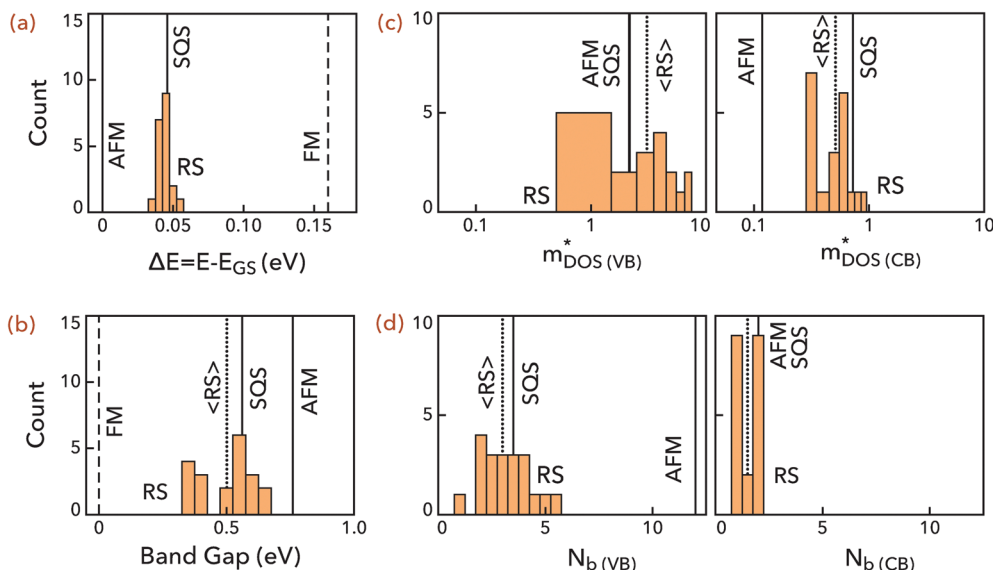 (a)
15
10
5
0
Count
AFM
SQS
RS
FM
0
0.05
0.10
0.15
ΔE=E-E_GS (eV)
(b)
15
10
5
0
Count
FM
RS
<RS>
SQS
AFM
0
0.5
1.0
Band Gap (eV)
(c)
10
5
0
RS
AFM
SQS
<RS>
0.1
1
10
m*_DOS (VB)
AFM
<RS>
SQS
RS
0.1
1
10
m*_DOS (CB)
(d)
10
5
0
<RS>
SQS
RS
AFM
0
5
10
N_b (VB)
AFM
SQS
RS
5
10
N_b (CB)